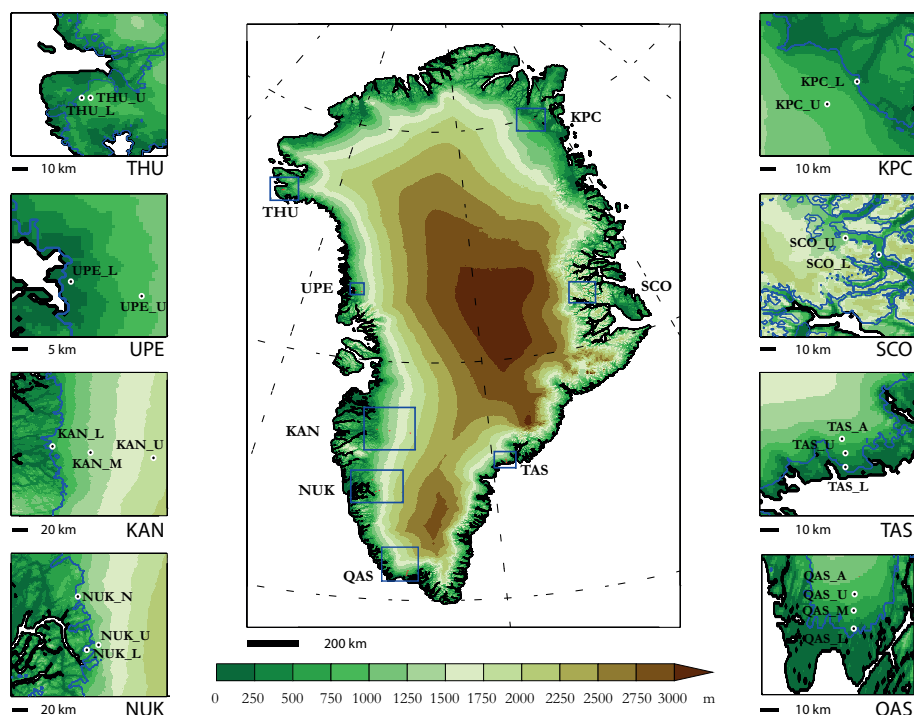 THU_U
THU_L
10 km
THU
UPE_L
UPE_U
5 km
UPE
KAN_L
KAN_U
KAN_M
20 km
KAN
NUK_N
NUK_U
NUK_L
20 km
NUK
KPC
THU
UPE
SCO
KAN
TAS
NUK
QAS
200 km
0 250 500 750 1000 1250 1500 1750 2000 2250 2500 2750 3000 m
KPC_L
KPC_U
10 km
KPC
SCO_U
SCO_L
10 km
SCO
TAS_A
TAS_U
TAS_L
10 km
TAS
QAS_A
QAS_U
QAS_M
QAS_L
10 km
QAS